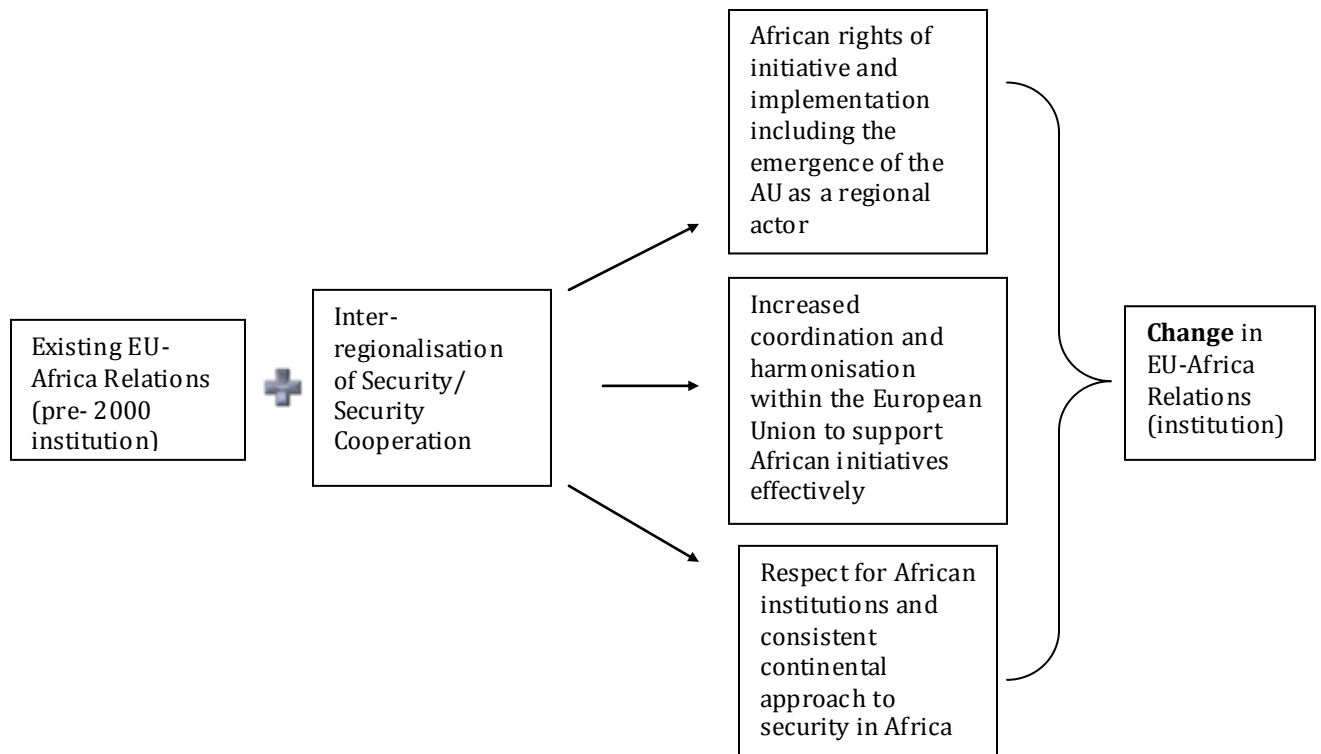 Existing EU-
Africa Relations
(pre- 2000
institution)
Inter-
regionalisation
of Security/
Security
Cooperation
African rights of
initiative and
implementation
including the
emergence of the
AU as a regional
actor
Increased
coordination and
harmonisation
within the European
Union to support
African initiatives
effectively
Respect for African
institutions and
consistent
continental
approach to
security in Africa
Change in
EU-Africa
Relations
(institution)